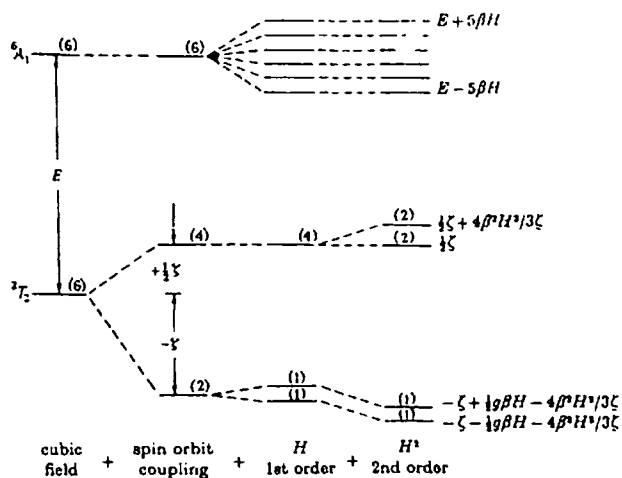 E + 5βH
⁶A₁ (6) (6)
E − 5βH
E
(2) ½ζ + 4β²H²/3ζ
(4) (4) (2) ½ζ
+½ζ
²T₂ (6)
−ζ
(1) (1) −ζ + ½gβH − 4β²H²/3ζ
(2) (1) (1) −ζ − ½gβH − 4β²H²/3ζ
cubic + spin orbit + H + H²
field coupling 1st order 2nd order